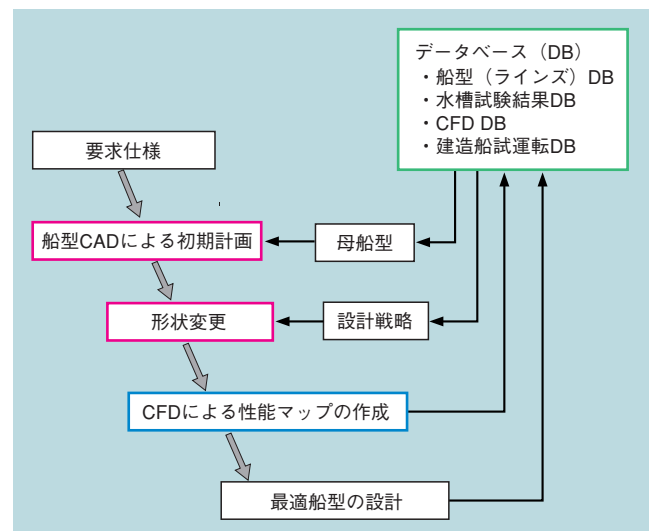 データベース（DB）
・船型（ラインズ）DB
・水槽試験結果DB
・CFD DB
・建造船試運転DB
要求仕様
船型CADによる初期計画
母船型
形状変更
設計戦略
CFDによる性能マップの作成
最適船型の設計